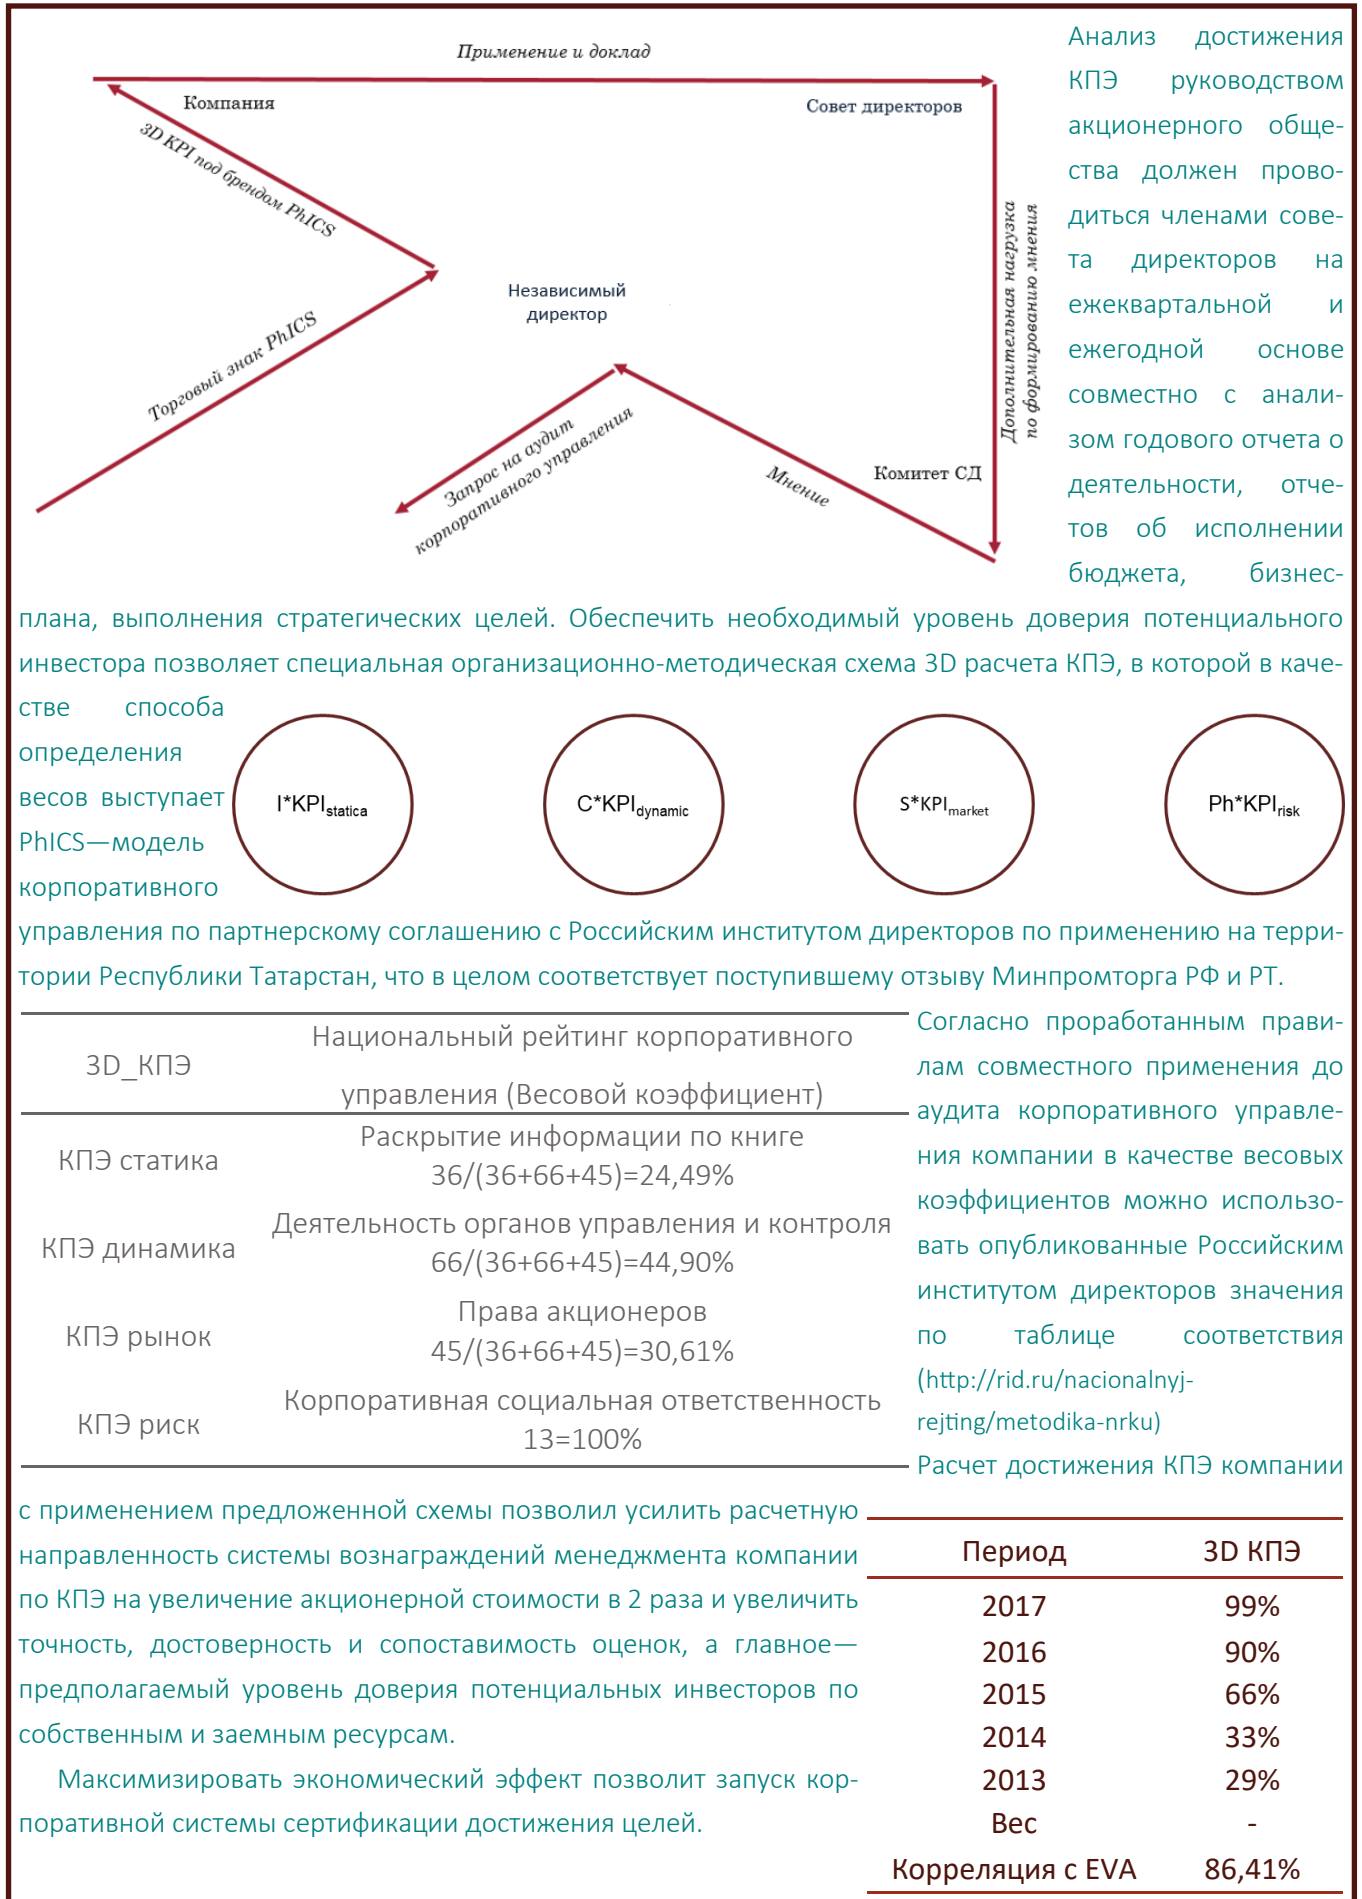 Применение и доклад
Компания
Совет директоров
3D KPI под брендом PhICS
Торговый знак PhICS
Независимый
директор
Запрос на аудит
корпоративного управления
Мнение
Комитет СД
Дополнительная нагрузка
по формированию мнения
Анализ достижения
КПЭ руководством
акционерного обще-
ства должен прово-
диться членами сове-
та директоров на
ежеквартальной и
ежегодной основе
совместно с анали-
зом годового отчета о
деятельности, отче-
тов об исполнении
бюджета, бизнес-
плана, выполнения стратегических целей. Обеспечить необходимый уровень доверия потенциального
инвестора позволяет специальная организационно-методическая схема 3D расчета КПЭ, в которой в каче-
стве способа
определения
весов выступает
PhICS—модель
корпоративного
I*KPIstatica
C*KPIdynamic
S*KPImarket
Ph*KPIrisk
управления по партнерскому соглашению с Российским институтом директоров по применению на терри-
тории Республики Татарстан, что в целом соответствует поступившему отзыву Минпромторга РФ и РТ.
3D_КПЭ
Национальный рейтинг корпоративного
управления (Весовой коэффициент)
КПЭ статика
Раскрытие информации по книге
36/(36+66+45)=24,49%
КПЭ динамика
Деятельность органов управления и контроля
66/(36+66+45)=44,90%
КПЭ рынок
Права акционеров
45/(36+66+45)=30,61%
КПЭ риск
Корпоративная социальная ответственность
13=100%
Согласно проработанным прави-
лам совместного применения до
аудита корпоративного управле-
ния компании в качестве весовых
коэффициентов можно использо-
вать опубликованные Российским
институтом директоров значения
по таблице соответствия
(http://rid.ru/nacionalnyj-
rejting/metodika-nrku)
Расчет достижения КПЭ компании
с применением предложенной схемы позволил усилить расчетную
направленность системы вознаграждений менеджмента компании
по КПЭ на увеличение акционерной стоимости в 2 раза и увеличить
точность, достоверность и сопоставимость оценок, а главное—
предполагаемый уровень доверия потенциальных инвесторов по
собственным и заемным ресурсам.
Максимизировать экономический эффект позволит запуск кор-
поративной системы сертификации достижения целей.
Период 3D КПЭ
2017 99%
2016 90%
2015 66%
2014 33%
2013 29%
Вес -
Корреляция с EVA 86,41%